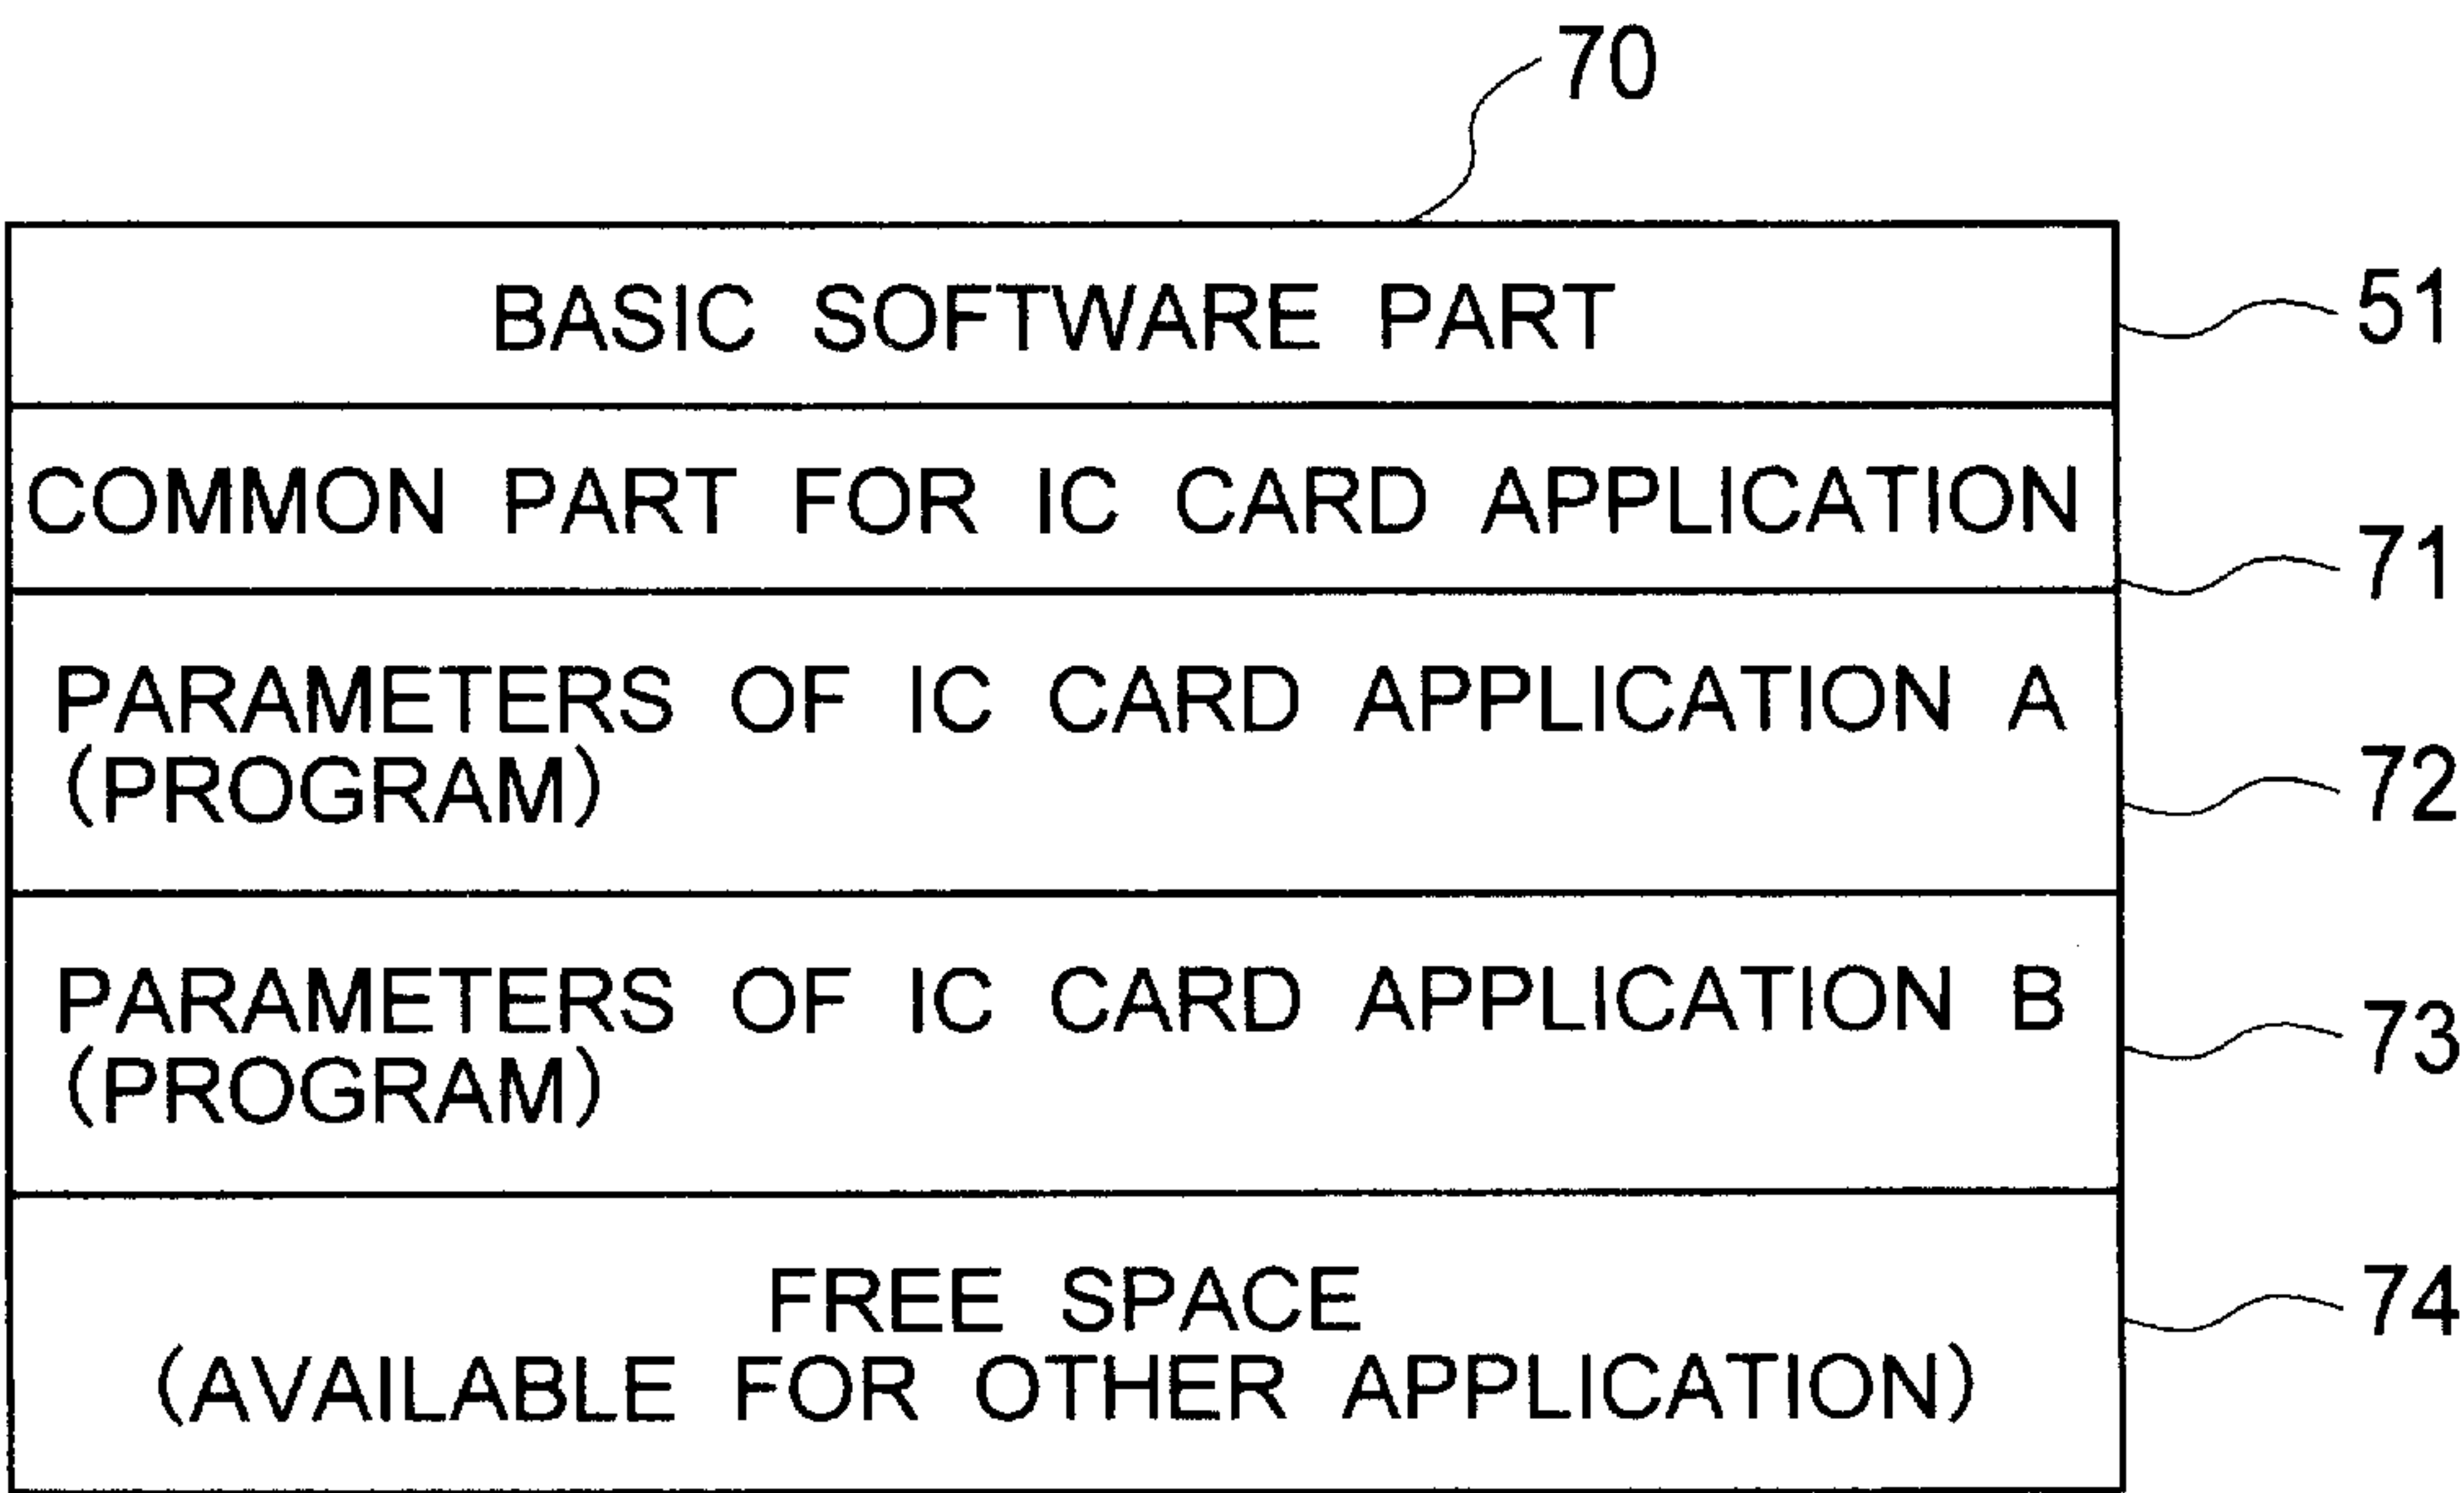 70
BASIC SOFTWARE PART
51
COMMON PART FOR IC CARD APPLICATION
71
PARAMETERS OF IC CARD APPLICATION A
(PROGRAM)
72
PARAMETERS OF IC CARD APPLICATION B
(PROGRAM)
73
FREE SPACE
(AVAILABLE FOR OTHER APPLICATION)
74